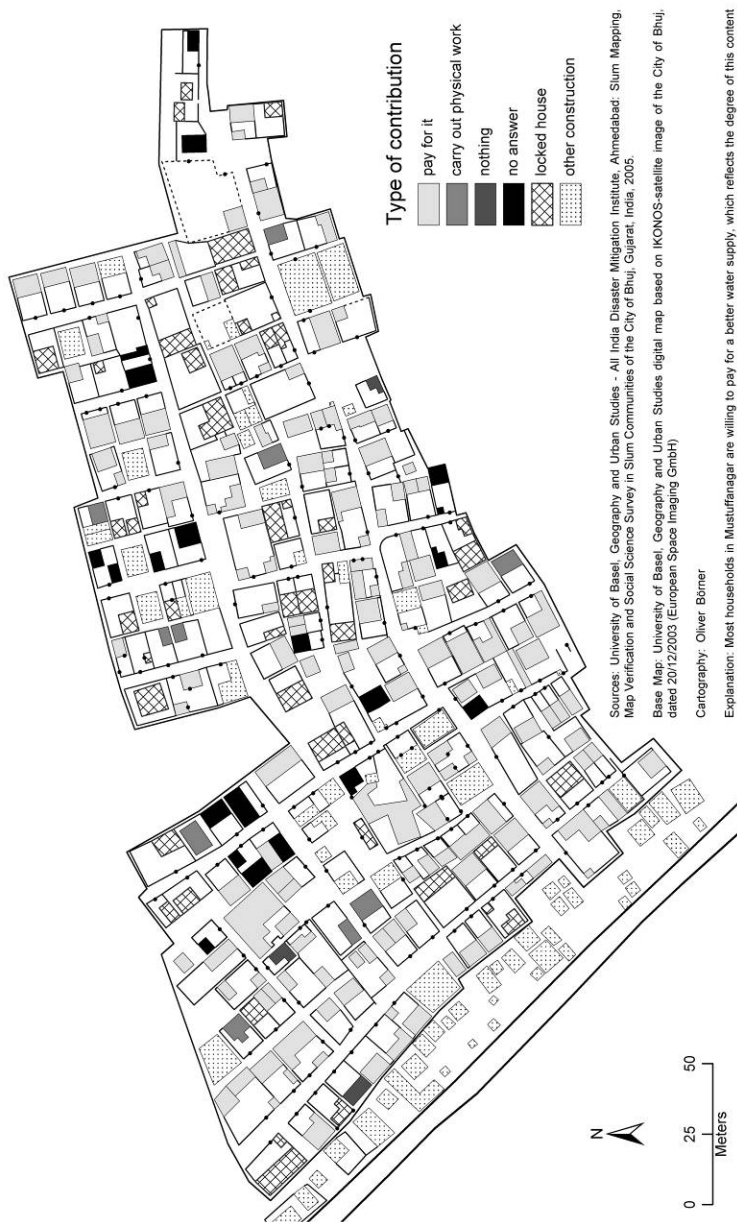 Type of contribution
pay for it
carry out physical work
nothing
no answer
locked house
other construction
Sources: University of Basel, Geography and Urban Studies - All India Disaster Mitigation Institute, Ahmedabad: Slum Mapping,
Map Verification and Social Science Survey in Slum Communities of the City of Bhuj, Gujarat, India, 2005.
Base Map: University of Basel, Geography and Urban Studies digital map based on IKONOS-satellite image of the City of Bhuj,
dated 20/12/2003 (European Space Imaging GmbH)
Cartography: Oliver Börner
Explanation: Most households in Mustuffanagar are willing to pay for a better water supply, which reflects the degree of this content
N
0 25 50
Meters